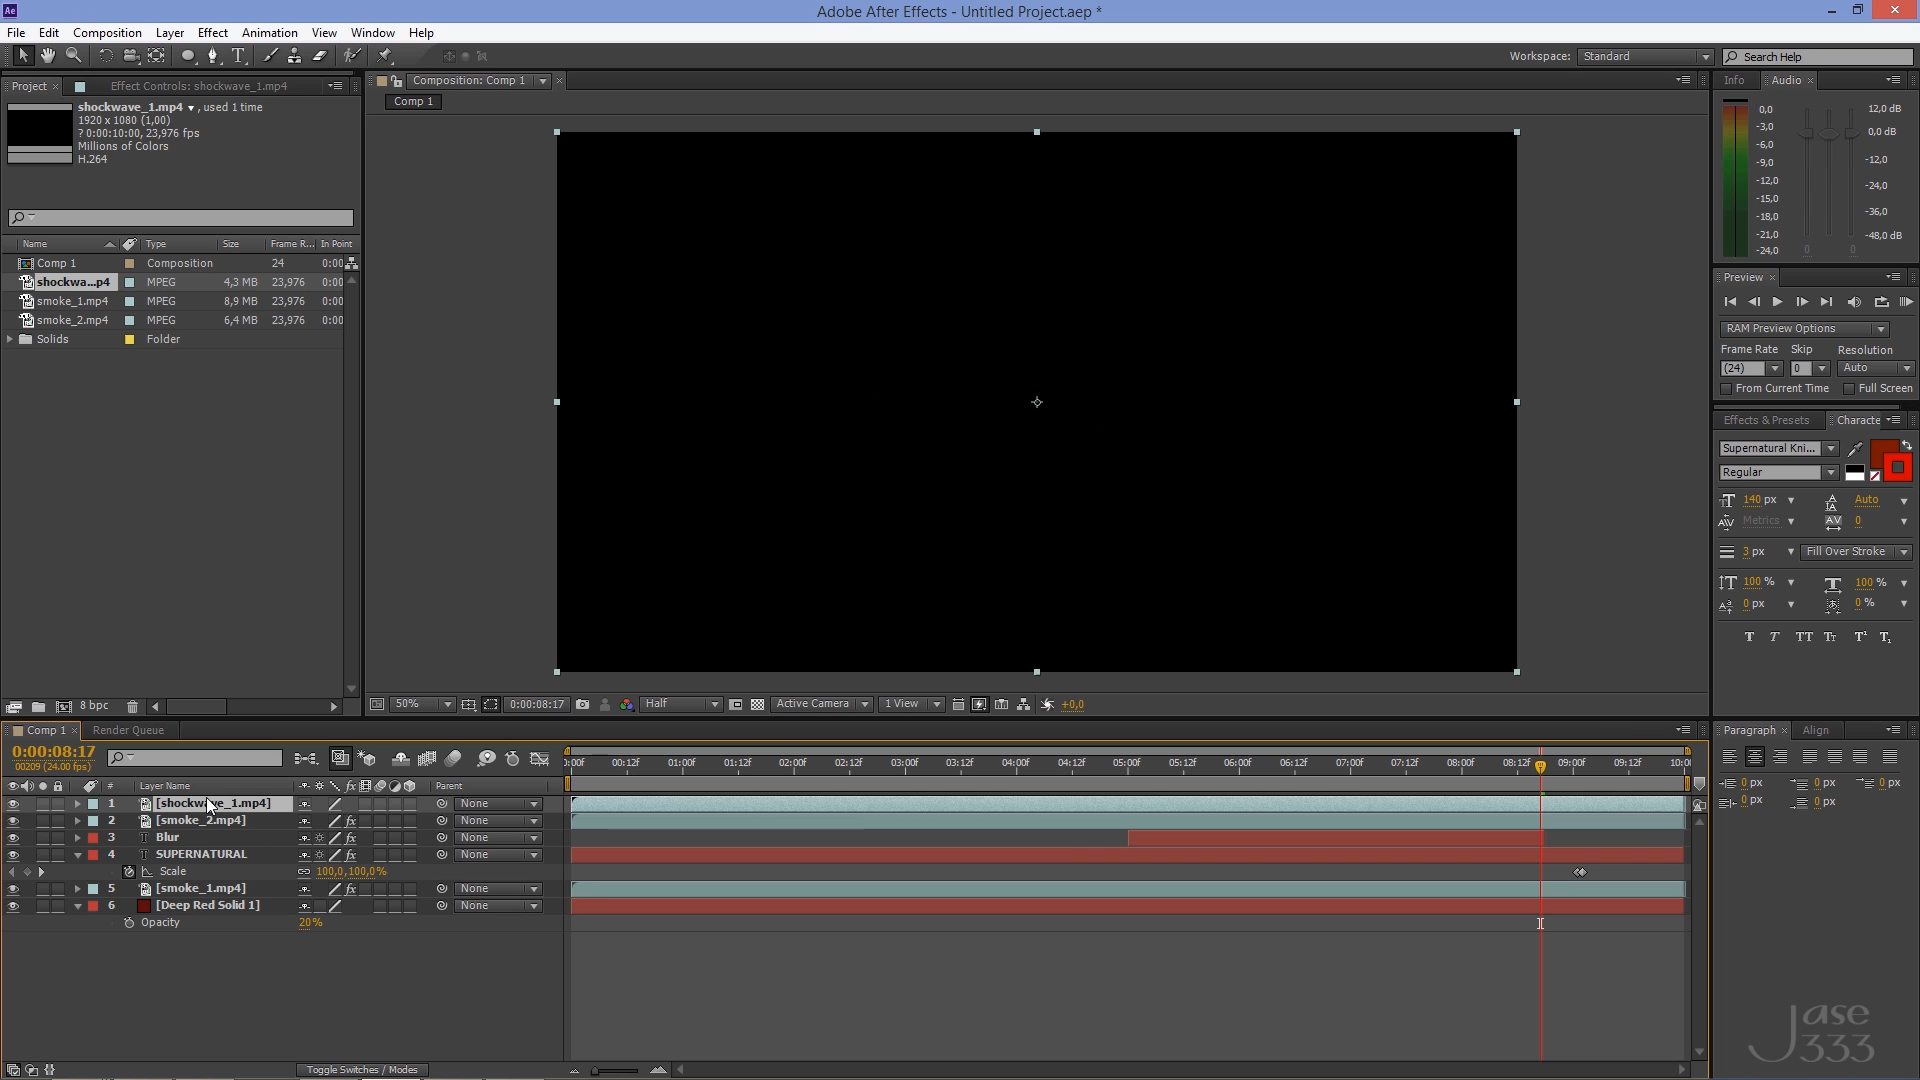 Adobe After Effects - Untitled Project.aep *
File Edit Composition Layer Effect Animation View Window Help
Workspace: Standard Search Help
Project Effect Controls: shockwave_1.mp4
shockwave_1.mp4 , used 1 time
1920 x 1080 (1,00)
? 0:00:10:00, 23,976 fps
Millions of Colors
H.264
Name Type Size Frame R... In Point
Comp 1 Composition 24 0:00
shockwa...p4 MPEG 4,3 MB 23,976 0:00
smoke_1.mp4 MPEG 8,9 MB 23,976 0:00
smoke_2.mp4 MPEG 6,4 MB 23,976 0:00
Solids Folder
8 bpc
Composition: Comp 1
Comp 1
50% 0:00:08:17 Half Active Camera 1 View +0,0
Info Audio
0,0 12,0 dB
-3,0 0,0 dB
-6,0
-9,0 -12,0
-12,0 -24,0
-15,0
-18,0 -36,0
-21,0 -48,0 dB
-24,0 0 0
Preview
RAM Preview Options
Frame Rate Skip Resolution
(24) 0 Auto
From Current Time Full Screen
Effects & Presets Characte
Supernatural Kni...
Regular
140 px Auto
Metrics 0
3 px Fill Over Stroke
100 % 100 %
0 px 0 %
T T TT Tt T¹ T₁
Comp 1 Render Queue
0:00:08:17
00209 (24.00 fps)
0:00f 00:12f 01:00f 01:12f 02:00f 02:12f 03:00f 03:12f 04:00f 04:12f 05:00f 05:12f 06:00f 06:12f 07:00f 07:12f 08:00f 08:12f 09:00f 09:12f 10:0
# Layer Name Parent
1 [shockwave_1.mp4] None
2 [smoke_2.mp4] None
3 Blur None
4 SUPERNATURAL None
Scale 100,0,100,0%
5 [smoke_1.mp4] None
6 [Deep Red Solid 1] None
Opacity 20%
Toggle Switches / Modes
Paragraph Align
0 px 0 px 0 px
0 px 0 px
Jase
333